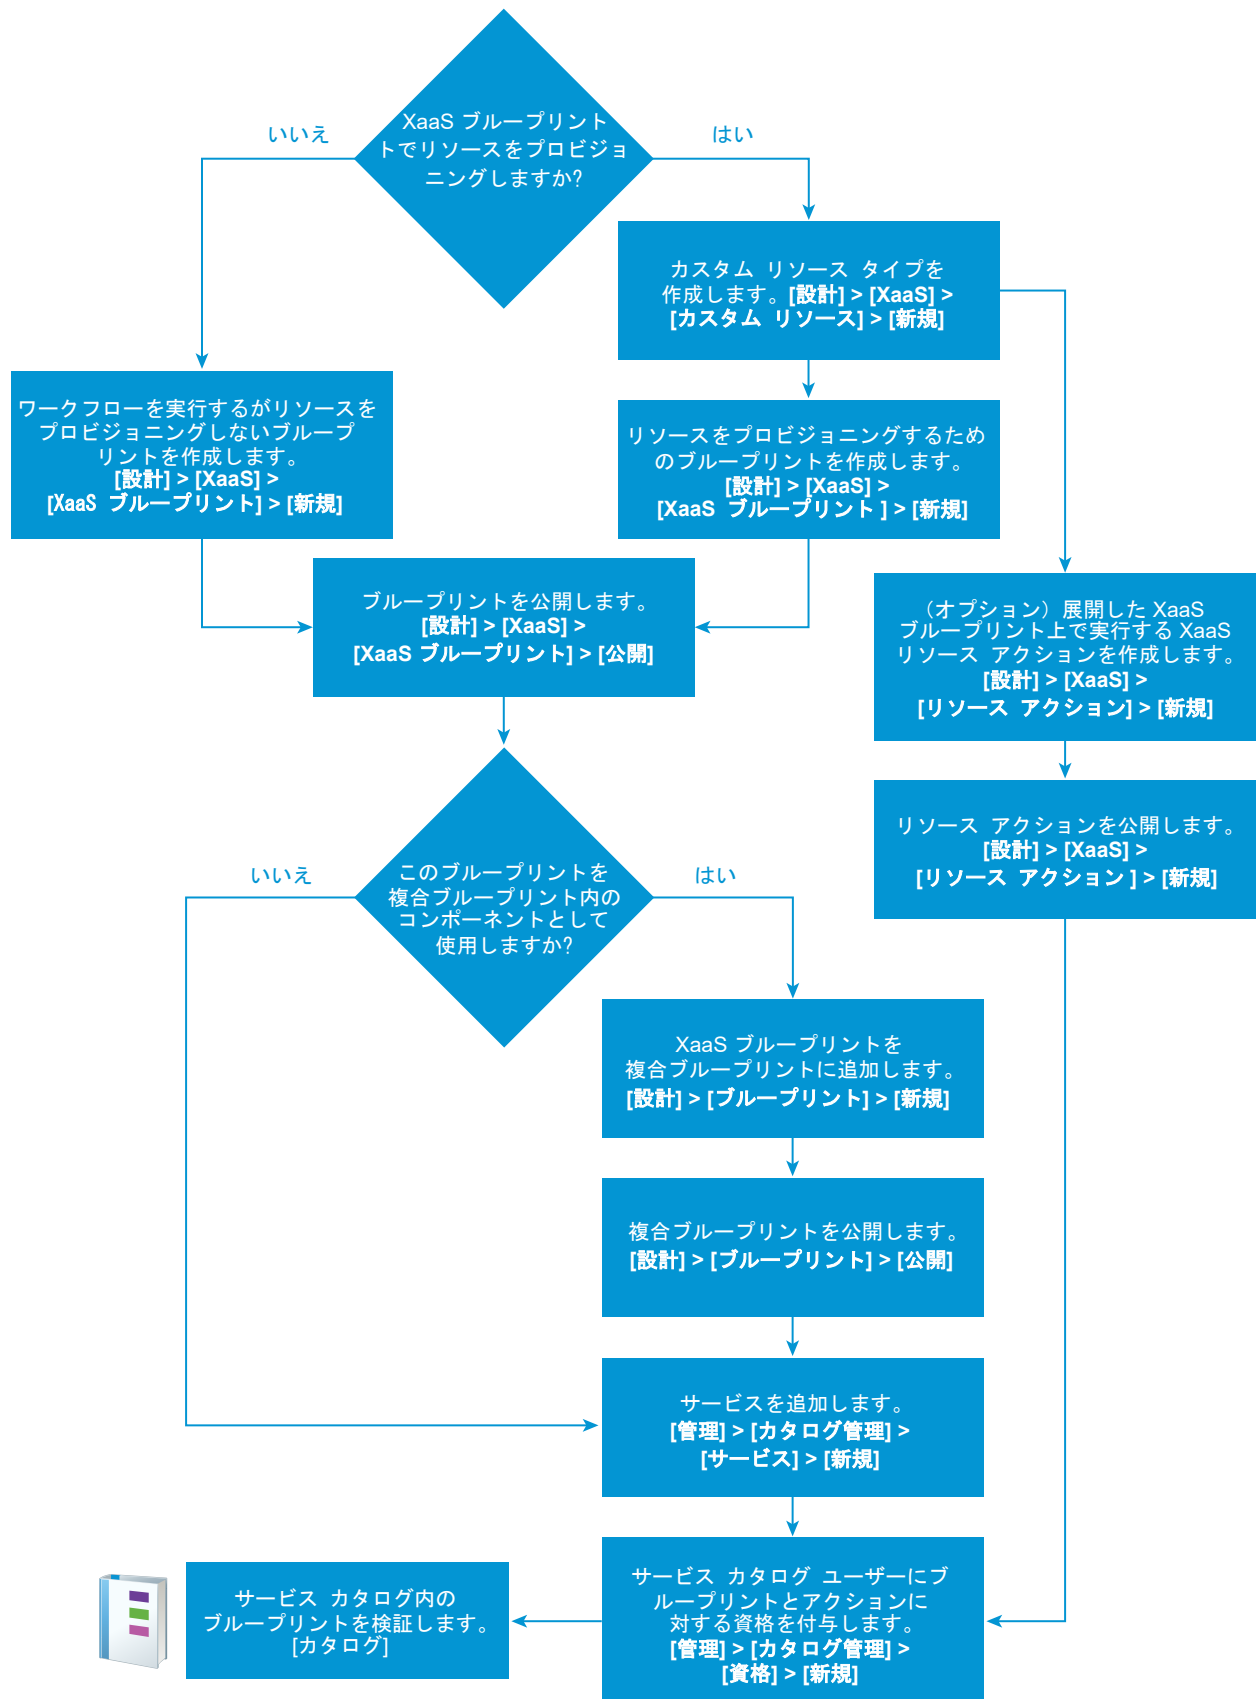 XaaS ブループリント
トでリソースをプロビジョ
ニングしますか?
いいえ
はい
カスタム リソース タイプを
作成します。[設計] > [XaaS] >
[カスタム リソース] > [新規]
ワークフローを実行するがリソースを
プロビジョニングしないブループ
リントを作成します。
[設計] > [XaaS] >
[XaaS ブループリント] > [新規]
リソースをプロビジョニングするため
のブループリントを作成します。
[設計] > [XaaS] >
[XaaS ブループリント ] > [新規]
ブループリントを公開します。
[設計] > [XaaS] >
[XaaS ブループリント] > [公開]
（オプション）展開した XaaS
ブループリント上で実行する XaaS
リソース アクションを作成します。
[設計] > [XaaS] >
[リソース アクション] > [新規]
リソース アクションを公開します。
[設計] > [XaaS] >
[リソース アクション ] > [新規]
このブループリントを
複合ブループリント内の
コンポーネントとして
使用しますか?
いいえ
はい
XaaS ブループリントを
複合ブループリントに追加します。
[設計] > [ブループリント] > [新規]
複合ブループリントを公開します。
[設計] > [ブループリント] > [公開]
サービスを追加します。
[管理] > [カタログ管理] >
[サービス] > [新規]
サービス カタログ ユーザーにブ
ループリントとアクションに
対する資格を付与します。
[管理] > [カタログ管理] >
[資格] > [新規]
サービス カタログ内の
ブループリントを検証します。
[カタログ]